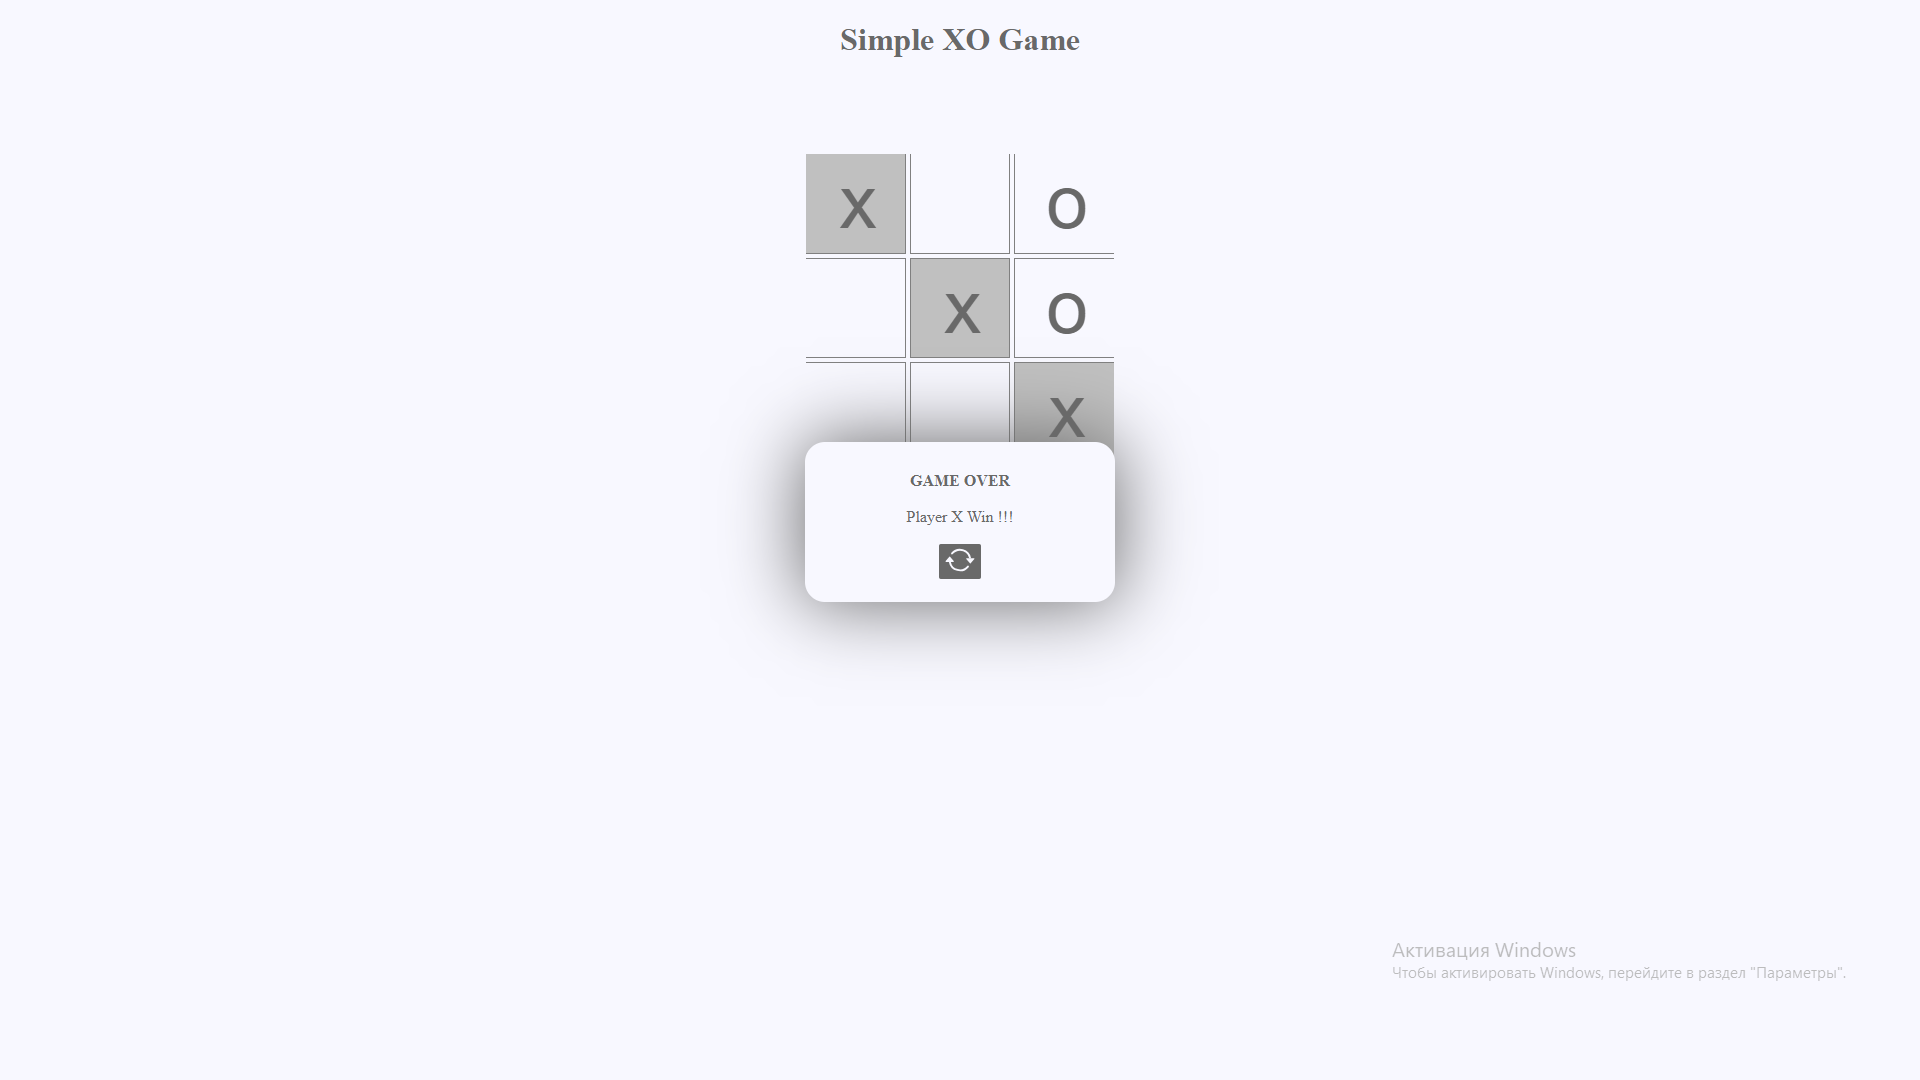 Simple XO Game
X O
X O
X
GAME OVER
Player X Win !!!
Активация Windows
Чтобы активировать Windows, перейдите в раздел "Параметры".